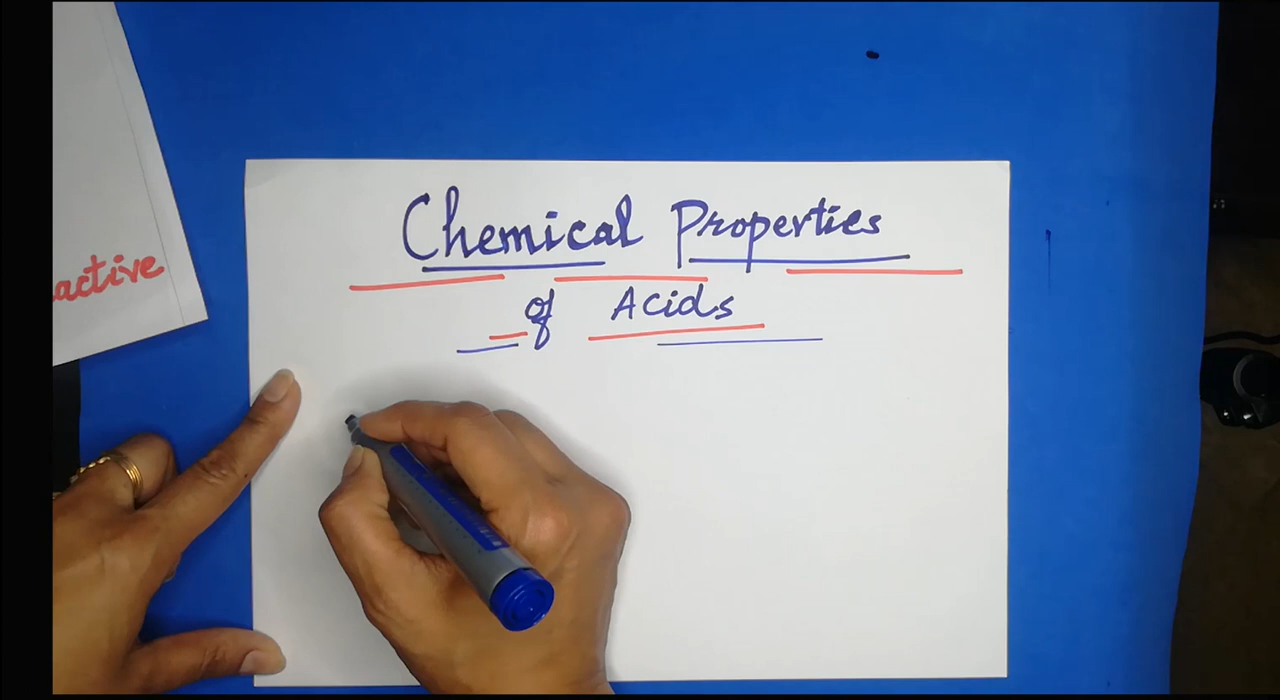 active
Chemical Properties
of Acids